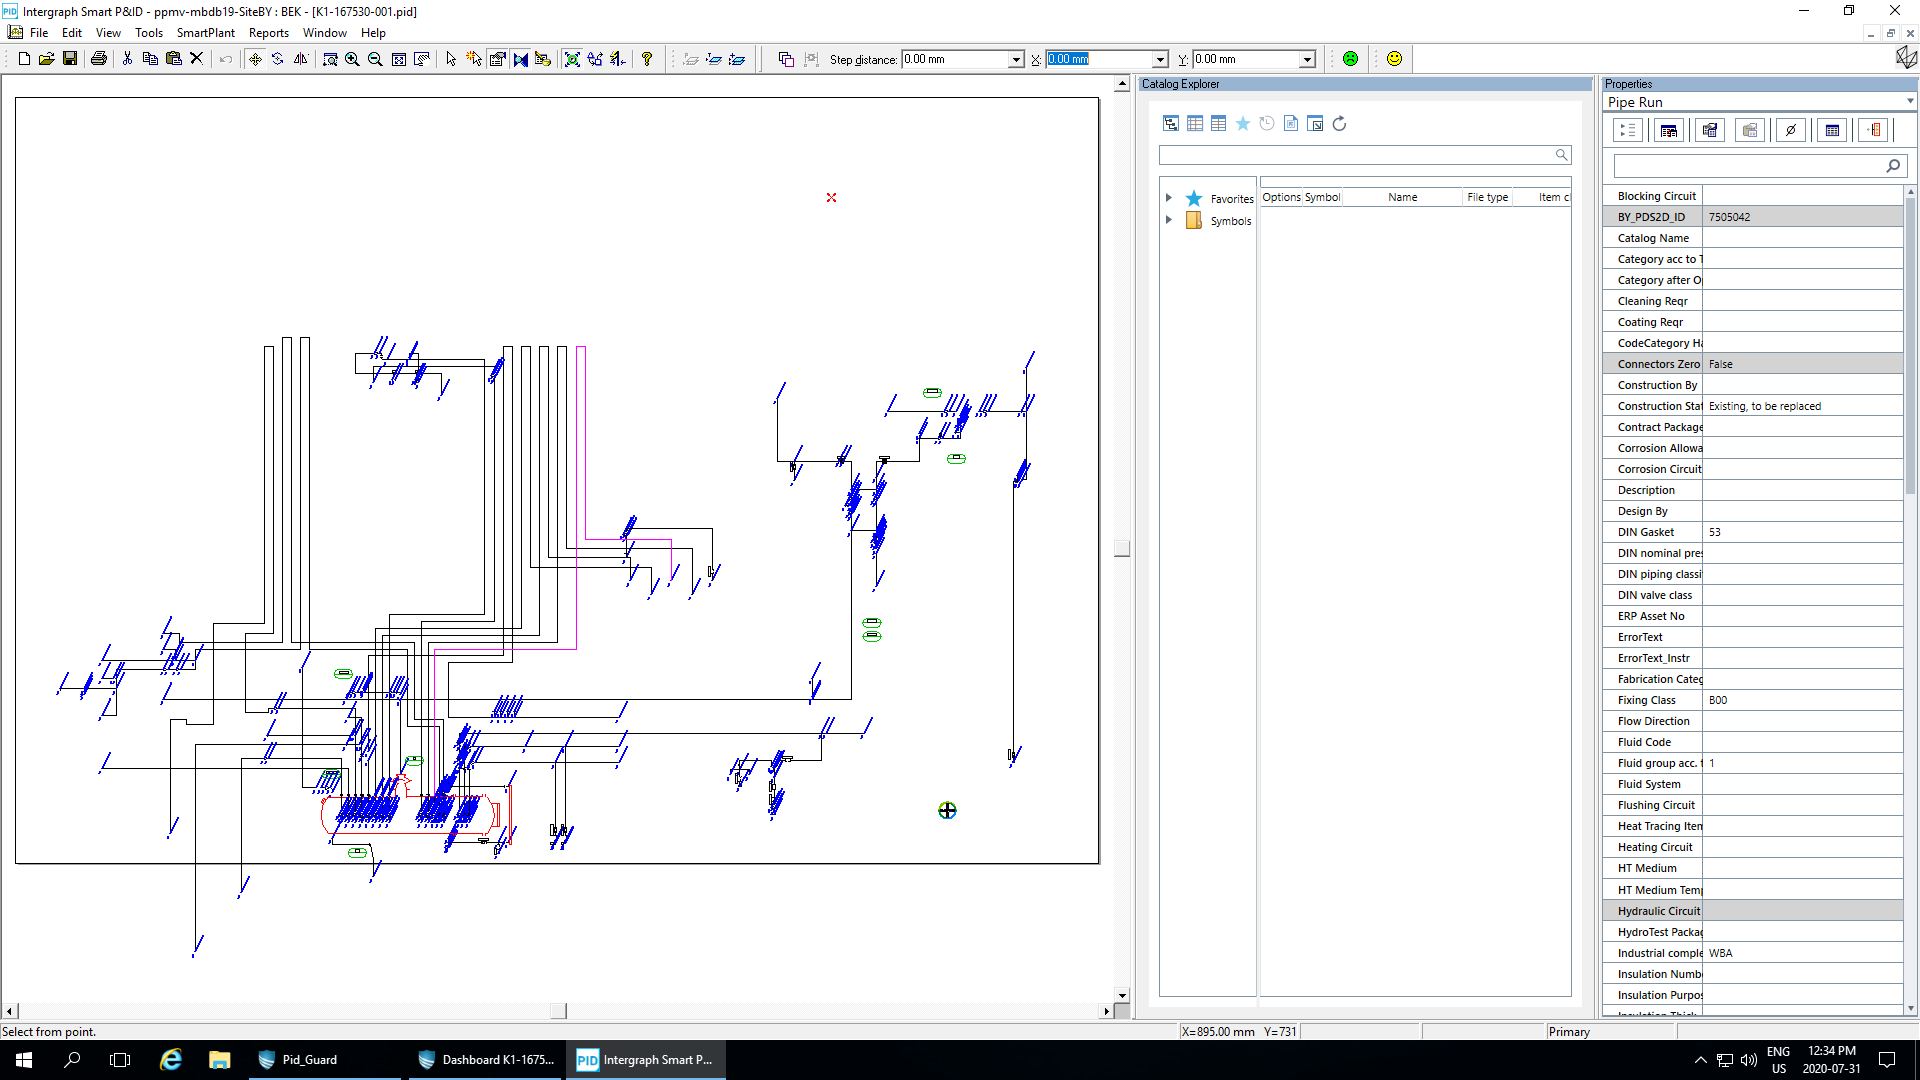 Intergraph Smart P&ID - ppmv-mbdb19-SiteBY : BEK - [K1-167530-001.pid]
File Edit View Tools SmartPlant Reports Window Help
Step distance: 0.00 mm X: 0.00 mm Y: 0.00 mm
Catalog Explorer
Options Symbol Name File type Item cl
Favorites
Symbols
Properties
Pipe Run
Blocking Circuit
BY_PDS2D_ID 7505042
Catalog Name
Category acc to T
Category after O
Cleaning Reqr
Coating Reqr
CodeCategory Ha
Connectors Zero False
Construction By
Construction Stat Existing, to be replaced
Contract Package
Corrosion Allowa
Corrosion Circuit
Description
Design By
DIN Gasket 53
DIN nominal pres
DIN piping classi
DIN valve class
ERP Asset No
ErrorText
ErrorText_Instr
Fabrication Categ
Fixing Class B00
Flow Direction
Fluid Code
Fluid group acc. t 1
Fluid System
Flushing Circuit
Heat Tracing Item
Heating Circuit
HT Medium
HT Medium Temp
Hydraulic Circuit
HydroTest Packag
Industrial comple WBA
Insulation Numb
Insulation Purpos
Insulation Thick
Select from point.
X=895.00 mm Y=731
Primary
Pid_Guard
Dashboard K1-1675...
PID Intergraph Smart P...
ENG
US
12:34 PM
2020-07-31